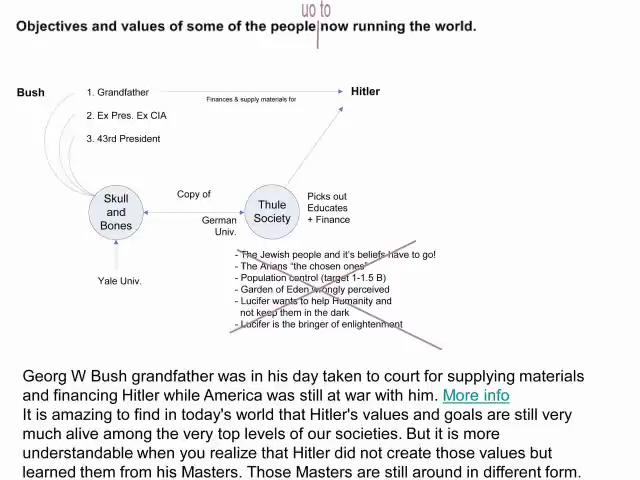 uo to
Objectives and values of some of the people now running the world.
Bush
1. Grandfather
Finances & supply materials for
Hitler
2. Ex Pres. Ex CIA
3. 43rd President
Skull
and
Bones
Copy of
German
Univ.
Thule
Society
Picks out
Educates
+ Finance
Yale Univ.
- The Jewish people and it's beliefs have to go!
- The Arians "the chosen ones"
- Population control (target 1-1.5 B)
- Garden of Eden wrongly perceived
- Lucifer wants to help Humanity and
not keep them in the dark
- Lucifer is the bringer of enlightenment
Georg W Bush grandfather was in his day taken to court for supplying materials
and financing Hitler while America was still at war with him. More info
It is amazing to find in today's world that Hitler's values and goals are still very
much alive among the very top levels of our societies. But it is more
understandable when you realize that Hitler did not create those values but
learned them from his Masters. Those Masters are still around in different form.